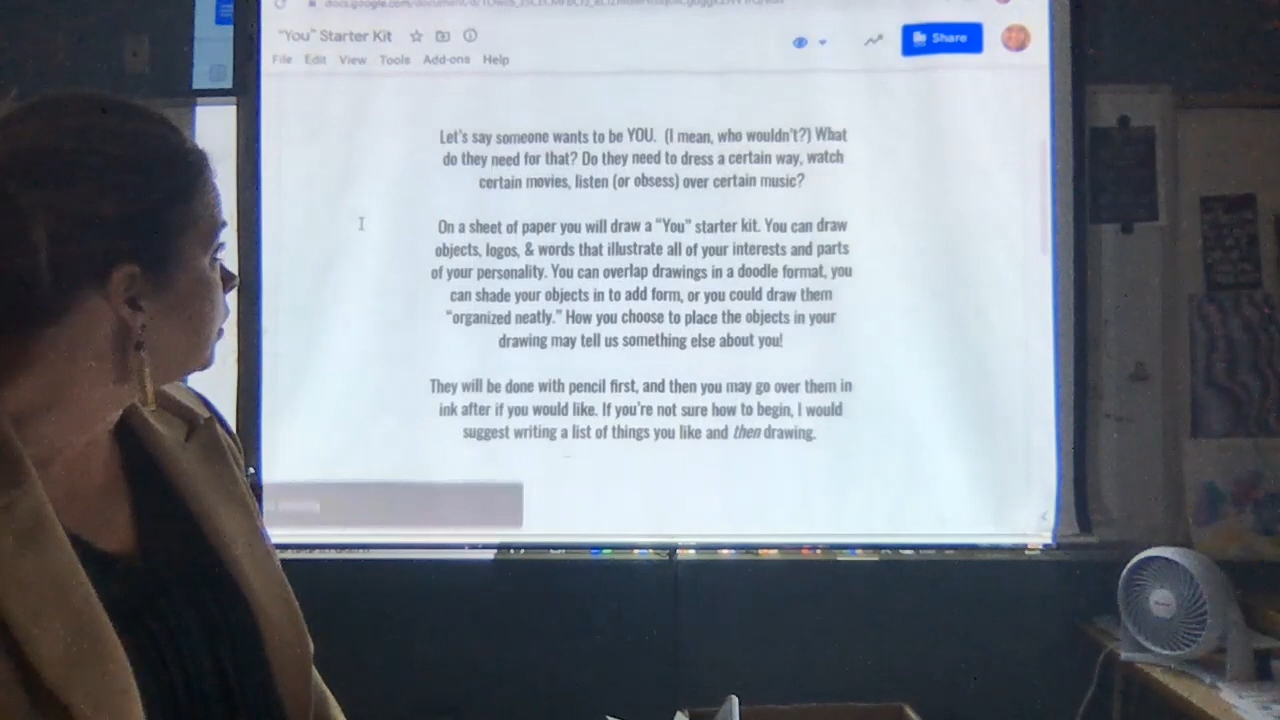 "You" Starter Kit
Share
File Edit View Tools Add-ons Help
Let's say someone wants to be YOU. (I mean, who wouldn't?) What
do they need for that? Do they need to dress a certain way, watch
certain movies, listen (or obsess) over certain music?
On a sheet of paper you will draw a "You" starter kit. You can draw
objects, logos, & words that illustrate all of your interests and parts
of your personality. You can overlap drawings in a doodle format, you
can shade your objects in to add form, or you could draw them
"organized neatly." How you choose to place the objects in your
drawing may tell us something else about you!
They will be done with pencil first, and then you may go over them in
ink after if you would like. If you're not sure how to begin, I would
suggest writing a list of things you like and then drawing.